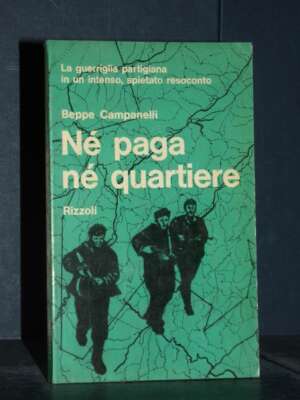 La guerriglia partigiana
in un intenso, spietato resoconto
Beppe Campanelli
Né paga
né quartiere
Rizzoli